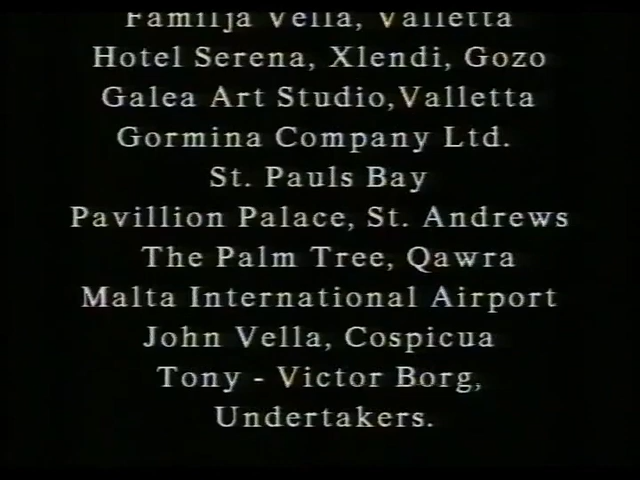 Familja Vella, Valletta
Hotel Serena, Xlendi, Gozo
Galea Art Studio,Valletta
Gormina Company Ltd.
St. Pauls Bay
Pavillion Palace, St. Andrews
The Palm Tree, Qawra
Malta International Airport
John Vella, Cospicua
Tony - Victor Borg,
Undertakers.